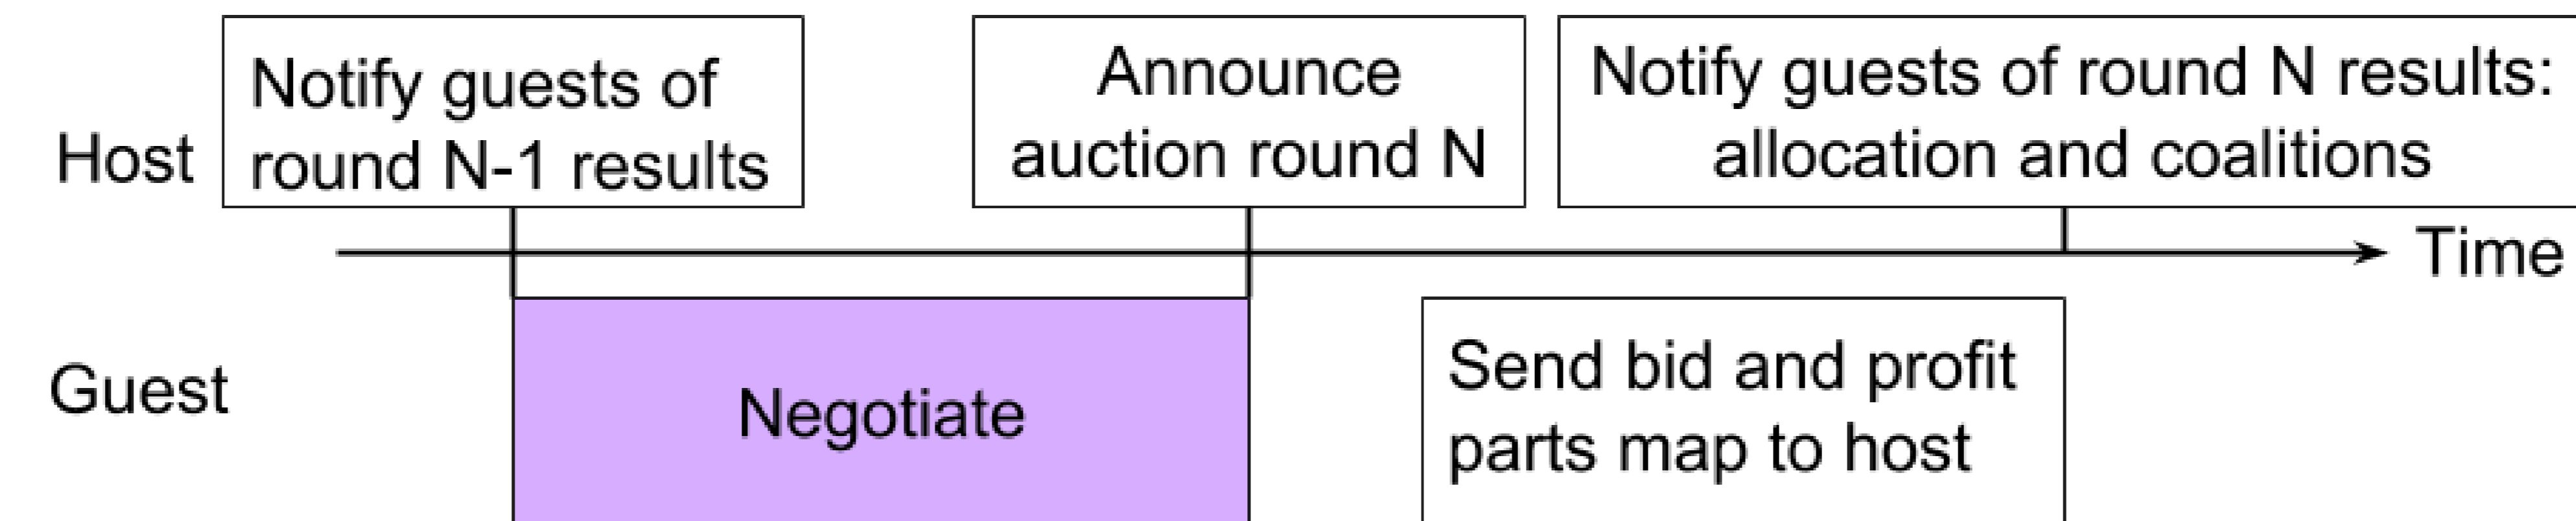 Host
Notify guests of
round N-1 results
Announce
auction round N
Notify guests of round N results:
allocation and coalitions
Time
Guest
Negotiate
Send bid and profit
parts map to host